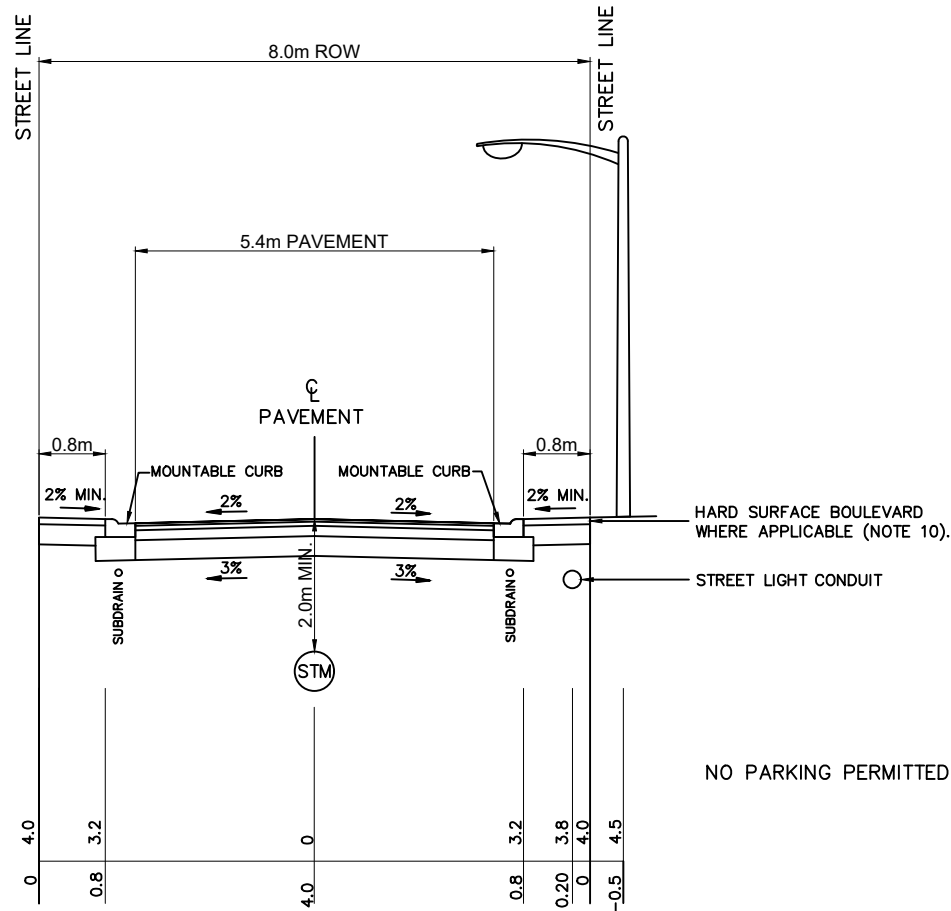 STREET LINE
STREET LINE
8.0m ROW
5.4m PAVEMENT
℄
PAVEMENT
0.8m
0.8m
MOUNTABLE CURB
MOUNTABLE CURB
2% MIN.
2%
2%
2% MIN.
HARD SURFACE BOULEVARD
WHERE APPLICABLE (NOTE 10).
3%
3%
2.0m MIN.
SUBDRAIN
SUBDRAIN
STREET LIGHT CONDUIT
STM
NO PARKING PERMITTED
4.0 3.2 0 3.2 3.8 4.0 4.5
0 0.8 4.0 0.8 0.20 0 -0.5